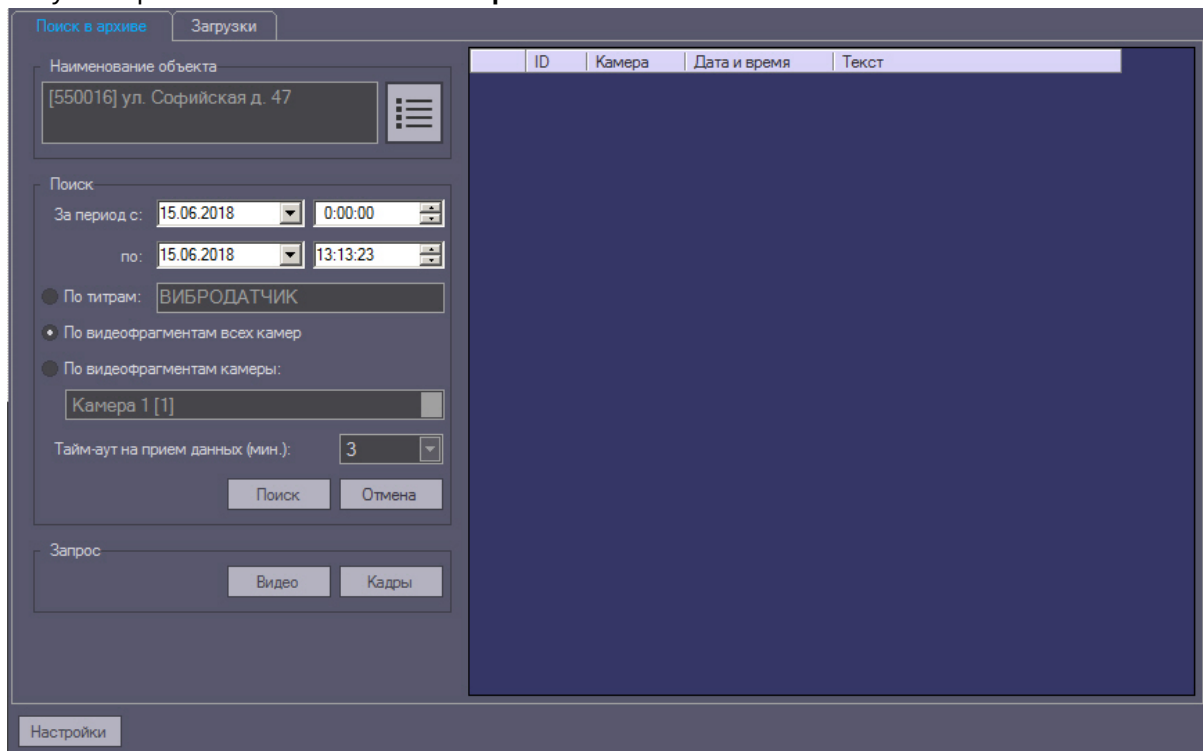 Поиск в архиве
Загрузки
Наименование объекта
[550016] ул. Софийская д. 47
Поиск
За период с: 15.06.2018 0:00:00
по: 15.06.2018 13:13:23
По титрам: ВИБРОДАТЧИК
По видеофрагментам всех камер
По видеофрагментам камеры:
Камера 1 [1]
Тайм-аут на прием данных (мин.): 3
Поиск Отмена
Запрос
Видео Кадры
ID Камера Дата и время Текст
Настройки